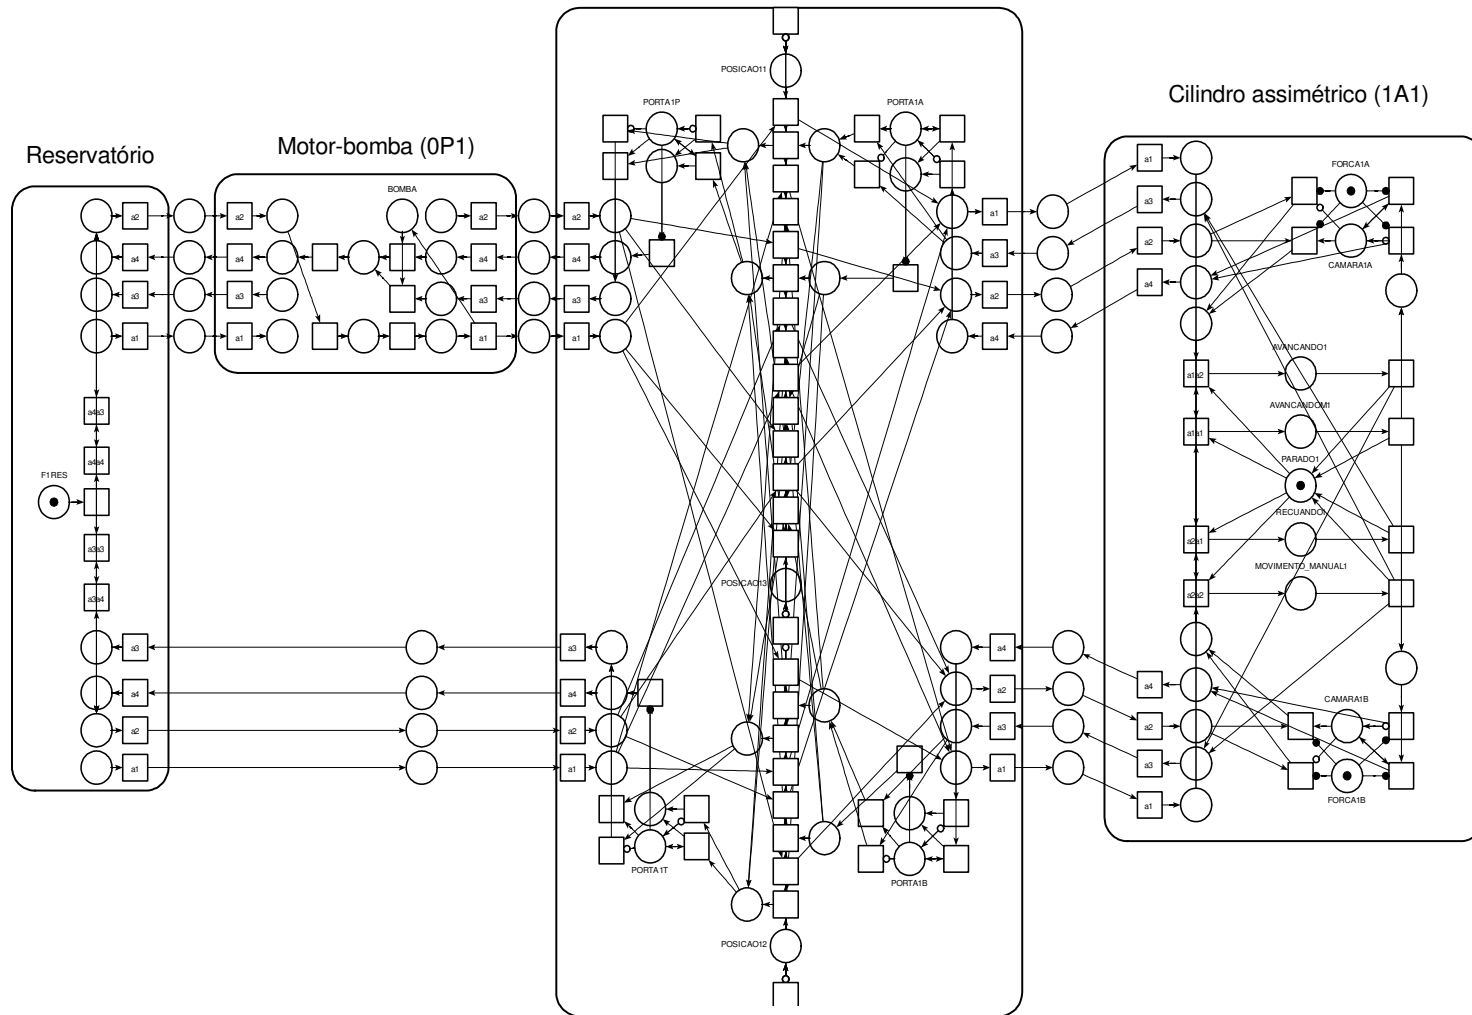 Reservatório
Motor-bomba (0P1)
Cilindro assimétrico (1A1)
POSICAO11
PORTA1P
PORTA1A
BOMBA
FORCA1A
CAMARA1A
a2
a4
a3
a1
a2
a4
a3
a1
a2
a4
a3
a1
a2
a4
a3
a1
a1
a3
a2
a4
a1
a3
a2
a4
F1RES
a4a3
a4a4
a3a3
a3a4
AVANCANDO1
a1a2
AVANCANDOM1
a1a1
PARADO1
RECUANDO1
a2a1
MOVIMENTO_MANUAL1
a2a2
POSICAO13
a3
a4
a2
a1
a3
a4
a2
a1
a4
a2
a3
a1
a4
a2
a3
a1
CAMARA1B
FORCA1B
PORTA1T
PORTA1B
POSICAO12